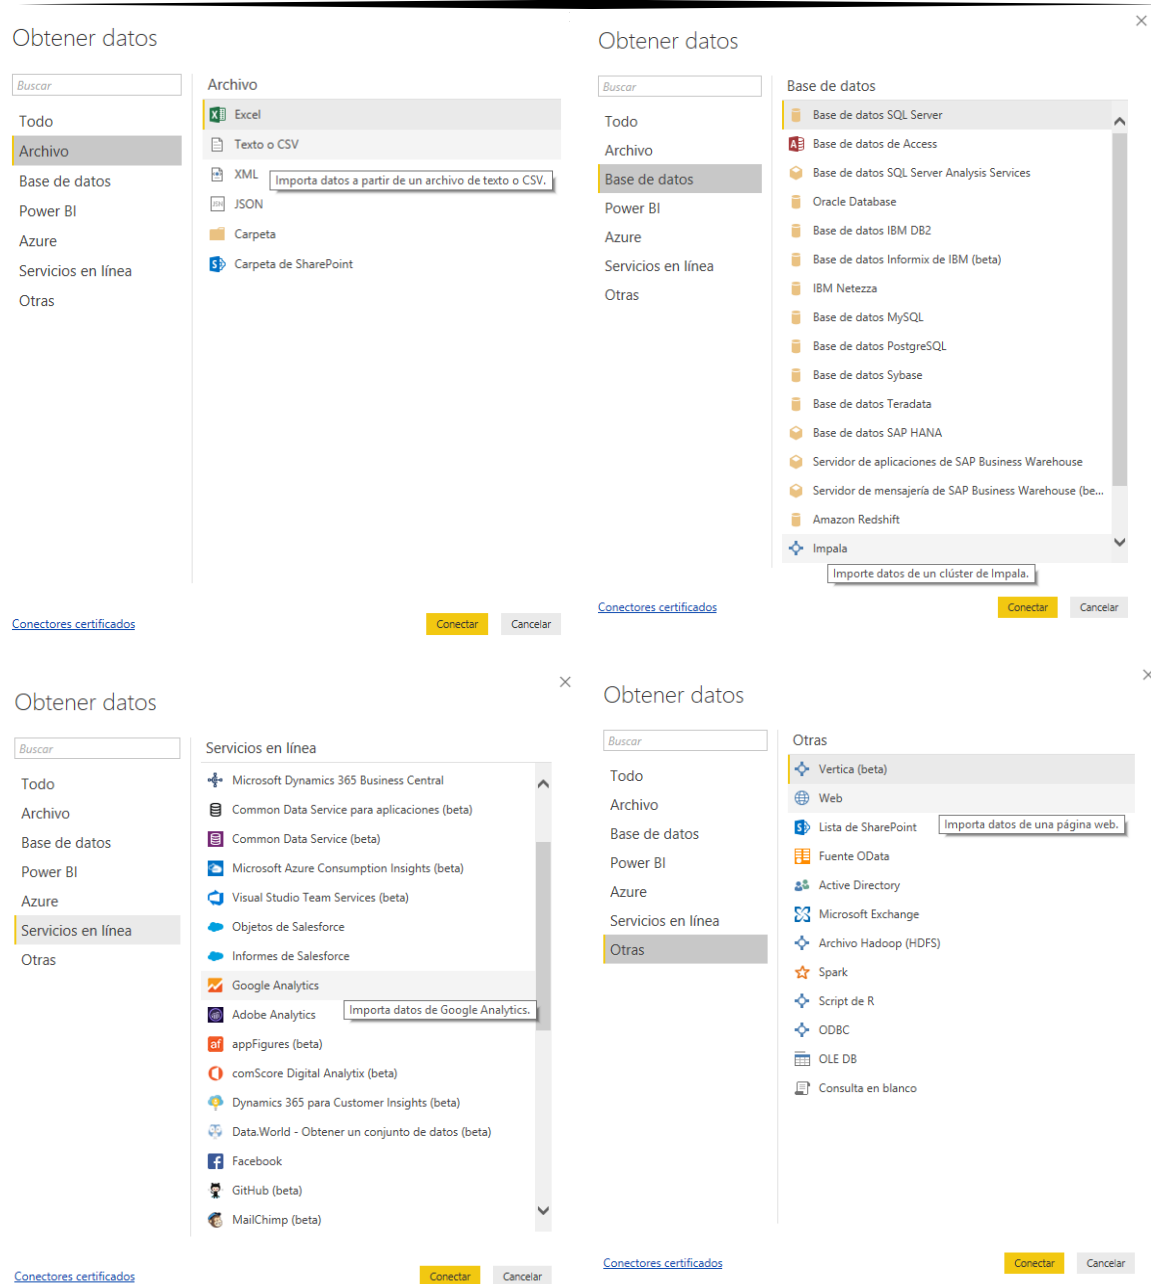 Obtener datos
Buscar
Todo
Archivo
Base de datos
Power BI
Azure
Servicios en línea
Otras
Archivo
Excel
Texto o CSV
XML
Importa datos a partir de un archivo de texto o CSV.
JSON
Carpeta
Carpeta de SharePoint
Conectores certificados
Conectar
Cancelar
Obtener datos
Buscar
Todo
Archivo
Base de datos
Power BI
Azure
Servicios en línea
Otras
Base de datos
Base de datos SQL Server
Base de datos de Access
Base de datos SQL Server Analysis Services
Oracle Database
Base de datos IBM DB2
Base de datos Informix de IBM (beta)
IBM Netezza
Base de datos MySQL
Base de datos PostgreSQL
Base de datos Sybase
Base de datos Teradata
Base de datos SAP HANA
Servidor de aplicaciones de SAP Business Warehouse
Servidor de mensajería de SAP Business Warehouse (be...
Amazon Redshift
Impala
Importe datos de un clúster de Impala.
Conectores certificados
Conectar
Cancelar
Obtener datos
Buscar
Todo
Archivo
Base de datos
Power BI
Azure
Servicios en línea
Otras
Servicios en línea
Microsoft Dynamics 365 Business Central
Common Data Service para aplicaciones (beta)
Common Data Service (beta)
Microsoft Azure Consumption Insights (beta)
Visual Studio Team Services (beta)
Objetos de Salesforce
Informes de Salesforce
Google Analytics
Importa datos de Google Analytics.
Adobe Analytics
appFigures (beta)
comScore Digital Analytix (beta)
Dynamics 365 para Customer Insights (beta)
Data.World - Obtener un conjunto de datos (beta)
Facebook
GitHub (beta)
MailChimp (beta)
Conectores certificados
Conectar
Cancelar
Obtener datos
Buscar
Todo
Archivo
Base de datos
Power BI
Azure
Servicios en línea
Otras
Otras
Vertica (beta)
Web
Lista de SharePoint
Importa datos de una página web.
Fuente OData
Active Directory
Microsoft Exchange
Archivo Hadoop (HDFS)
Spark
Script de R
ODBC
OLE DB
Consulta en blanco
Conectores certificados
Conectar
Cancelar